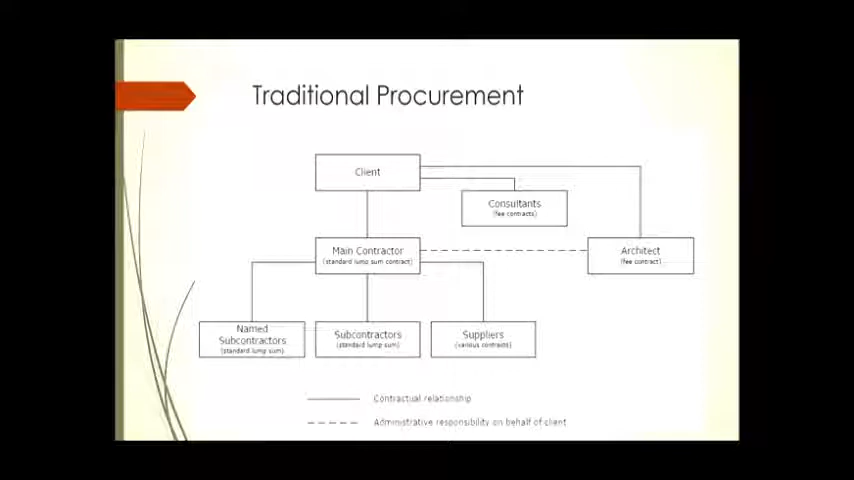 Traditional Procurement
Client
Consultants
(fee contracts)
Main Contractor
(standard lump sum contract)
Architect
(fee contract)
Named
Subcontractors
(standard lump sum)
Subcontractors
(standard lump sum)
Suppliers
(various contracts)
Contractual relationship
Administrative responsibility on behalf of client